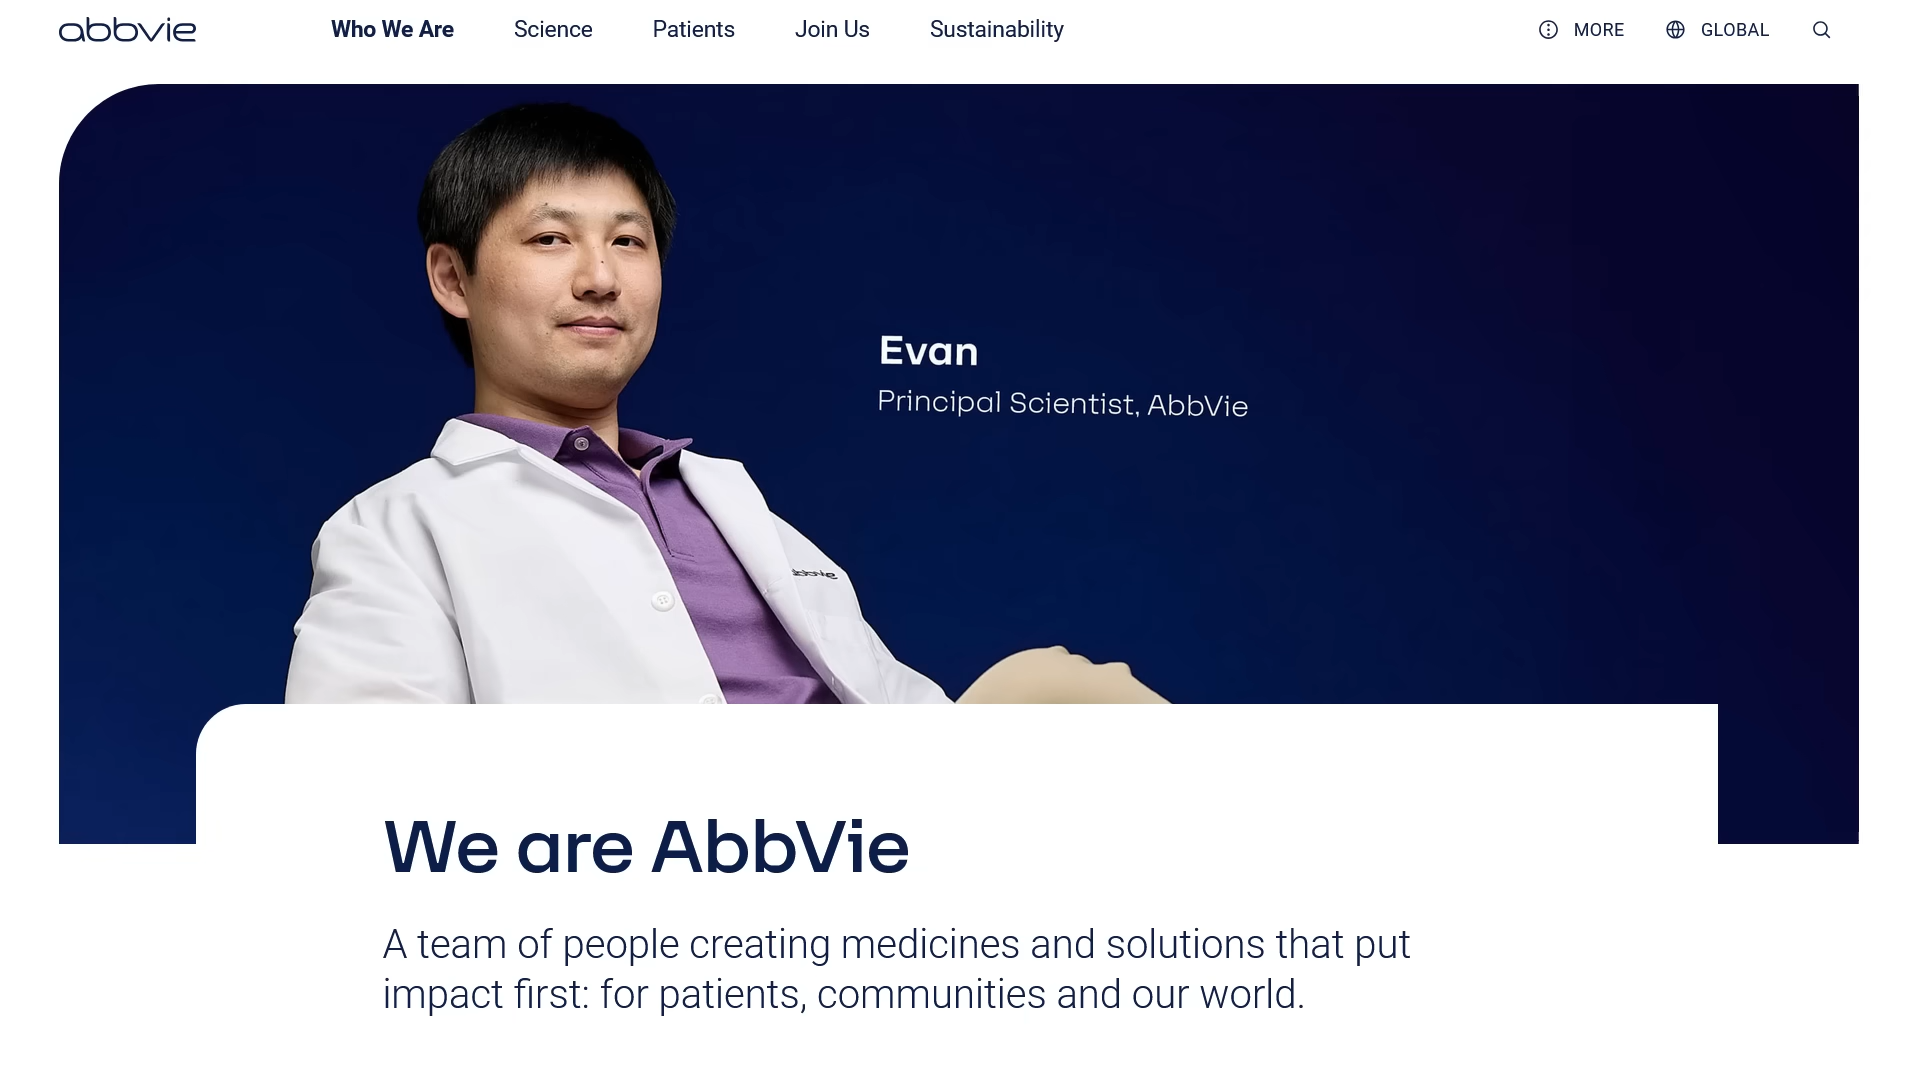 abbvie
Who We Are
Science
Patients
Join Us
Sustainability
MORE
GLOBAL
Evan
Principal Scientist, AbbVie
abbvie
We are AbbVie
A team of people creating medicines and solutions that put
impact first: for patients, communities and our world.